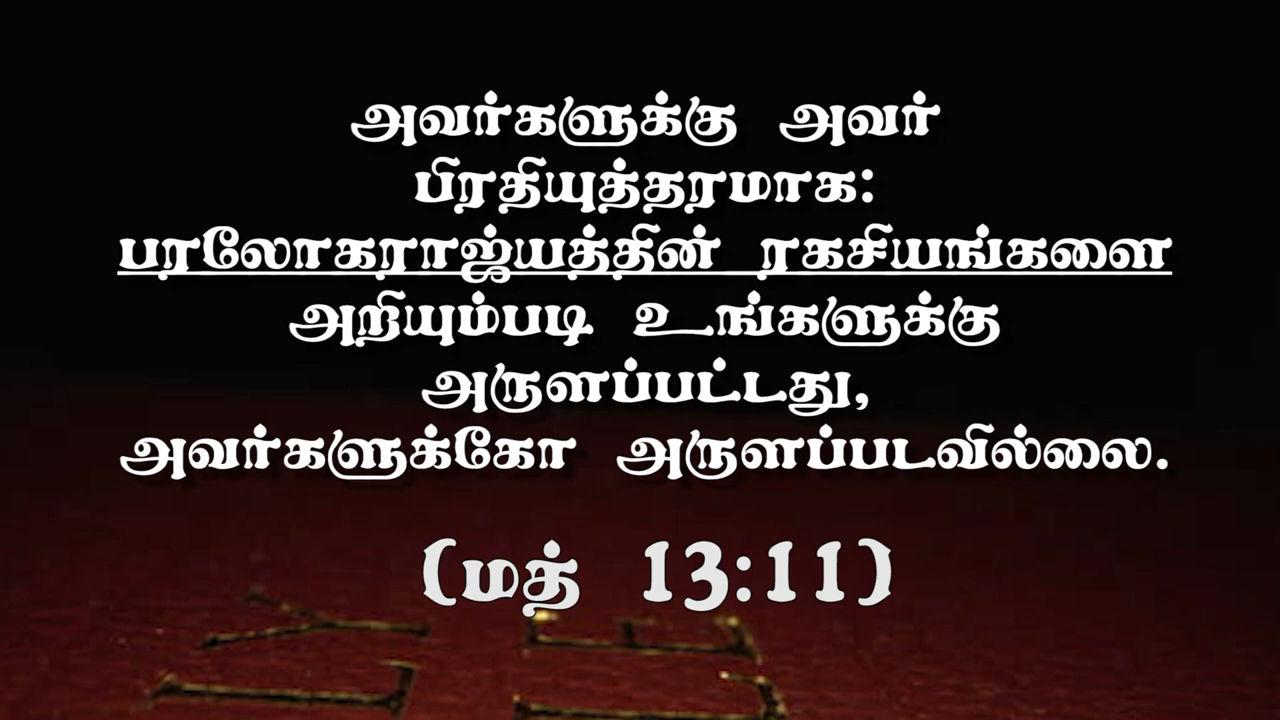 அவர்களுக்கு அவர்
பிரதியுத்தரமாக:
பரலோகராஜ்யத்தின் ரகசியங்களை
அறியும்படி உங்களுக்கு
அருளப்பட்டது,
அவர்களுக்கோ அருளப்படவில்லை.
(மத் 13:11)